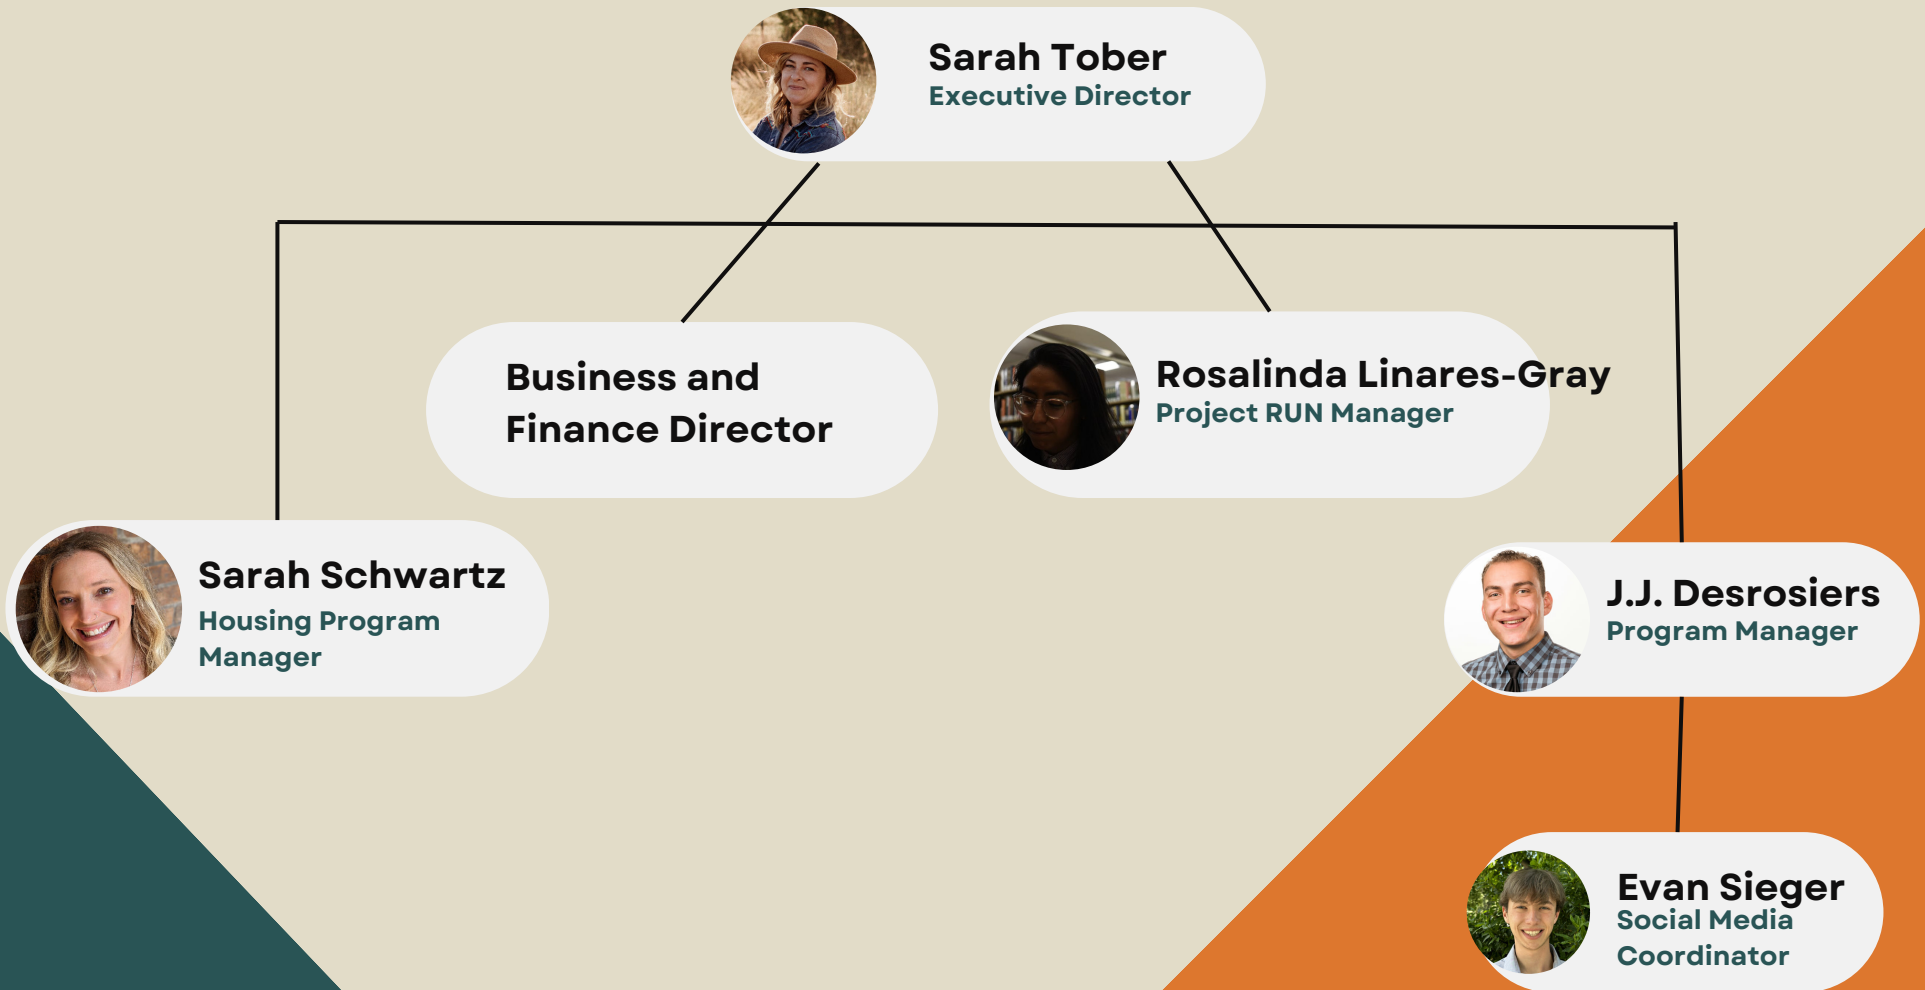 Sarah Tober
Executive Director
Business and
Finance Director
Rosalinda Linares-Gray
Project RUN Manager
Sarah Schwartz
Housing Program
Manager
J.J. Desrosiers
Program Manager
Evan Sieger
Social Media
Coordinator